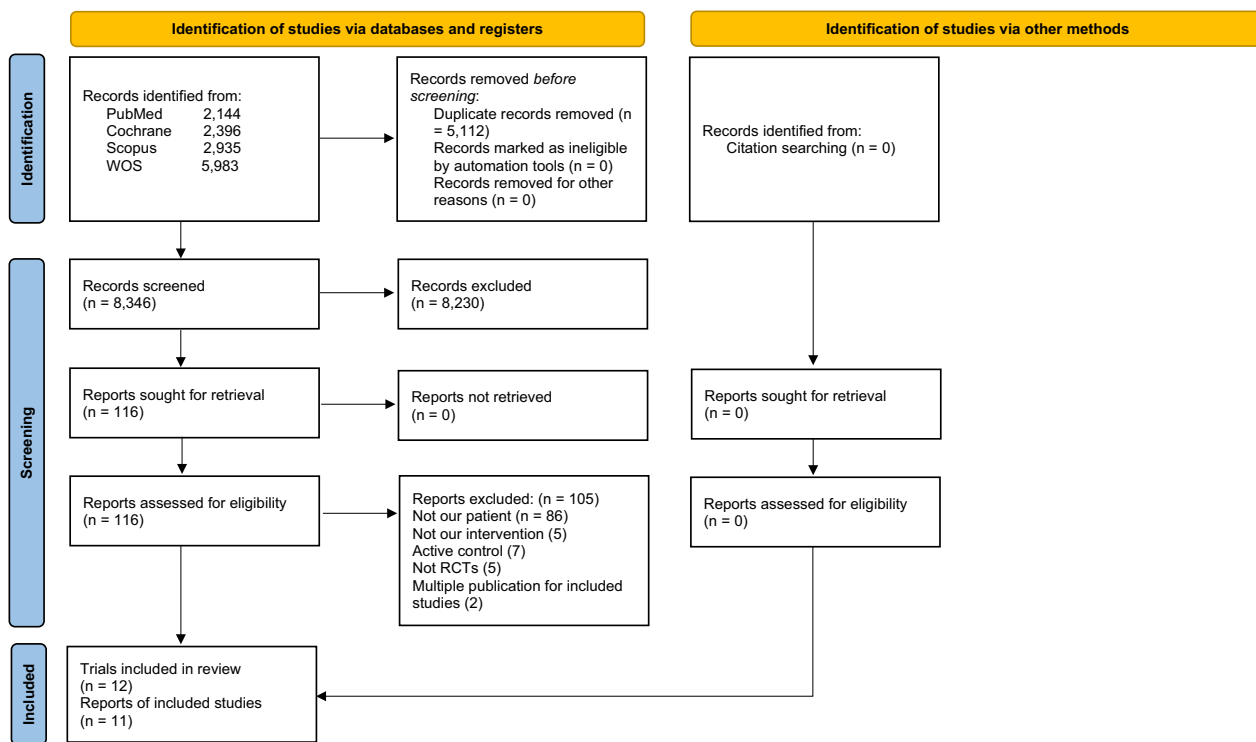 Identification of studies via databases and registers
Identification of studies via other methods
Identification
Records identified from:
PubMed 2,144
Cochrane 2,396
Scopus 2,935
WOS 5,983
Records removed before
screening:
Duplicate records removed (n
= 5,112)
Records marked as ineligible
by automation tools (n = 0)
Records removed for other
reasons (n = 0)
Records identified from:
Citation searching (n = 0)
Screening
Records screened
(n = 8,346)
Records excluded
(n = 8,230)
Reports sought for retrieval
(n = 116)
Reports not retrieved
(n = 0)
Reports sought for retrieval
(n = 0)
Reports assessed for eligibility
(n = 116)
Reports excluded: (n = 105)
Not our patient (n = 86)
Not our intervention (5)
Active control (7)
Not RCTs (5)
Multiple publication for included
studies (2)
Reports assessed for eligibility
(n = 0)
Included
Trials included in review
(n = 12)
Reports of included studies
(n = 11)